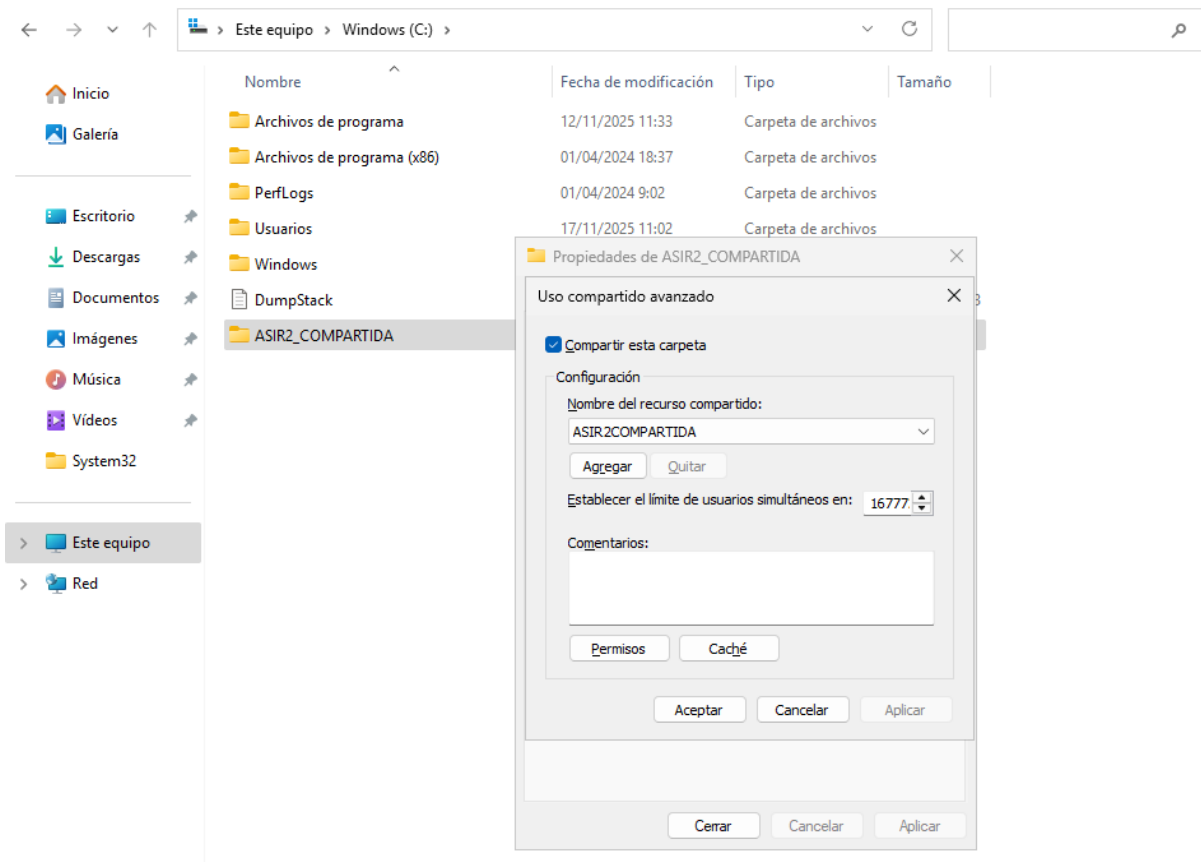 Este equipo > Windows (C:) >
Inicio
Galería
Escritorio
Descargas
Documentos
Imágenes
Música
Vídeos
System32
Este equipo
Red
Nombre Fecha de modificación Tipo Tamaño
Archivos de programa 12/11/2025 11:33 Carpeta de archivos
Archivos de programa (x86) 01/04/2024 18:37 Carpeta de archivos
PerfLogs 01/04/2024 9:02 Carpeta de archivos
Usuarios 17/11/2025 11:02 Carpeta de archivos
Windows
DumpStack
ASIR2_COMPARTIDA
Propiedades de ASIR2_COMPARTIDA
Uso compartido avanzado
Compartir esta carpeta
Configuración
Nombre del recurso compartido:
ASIR2COMPARTIDA
Agregar Quitar
Establecer el límite de usuarios simultáneos en: 16777
Comentarios:
Permisos Caché
Aceptar Cancelar Aplicar
Cerrar Cancelar Aplicar